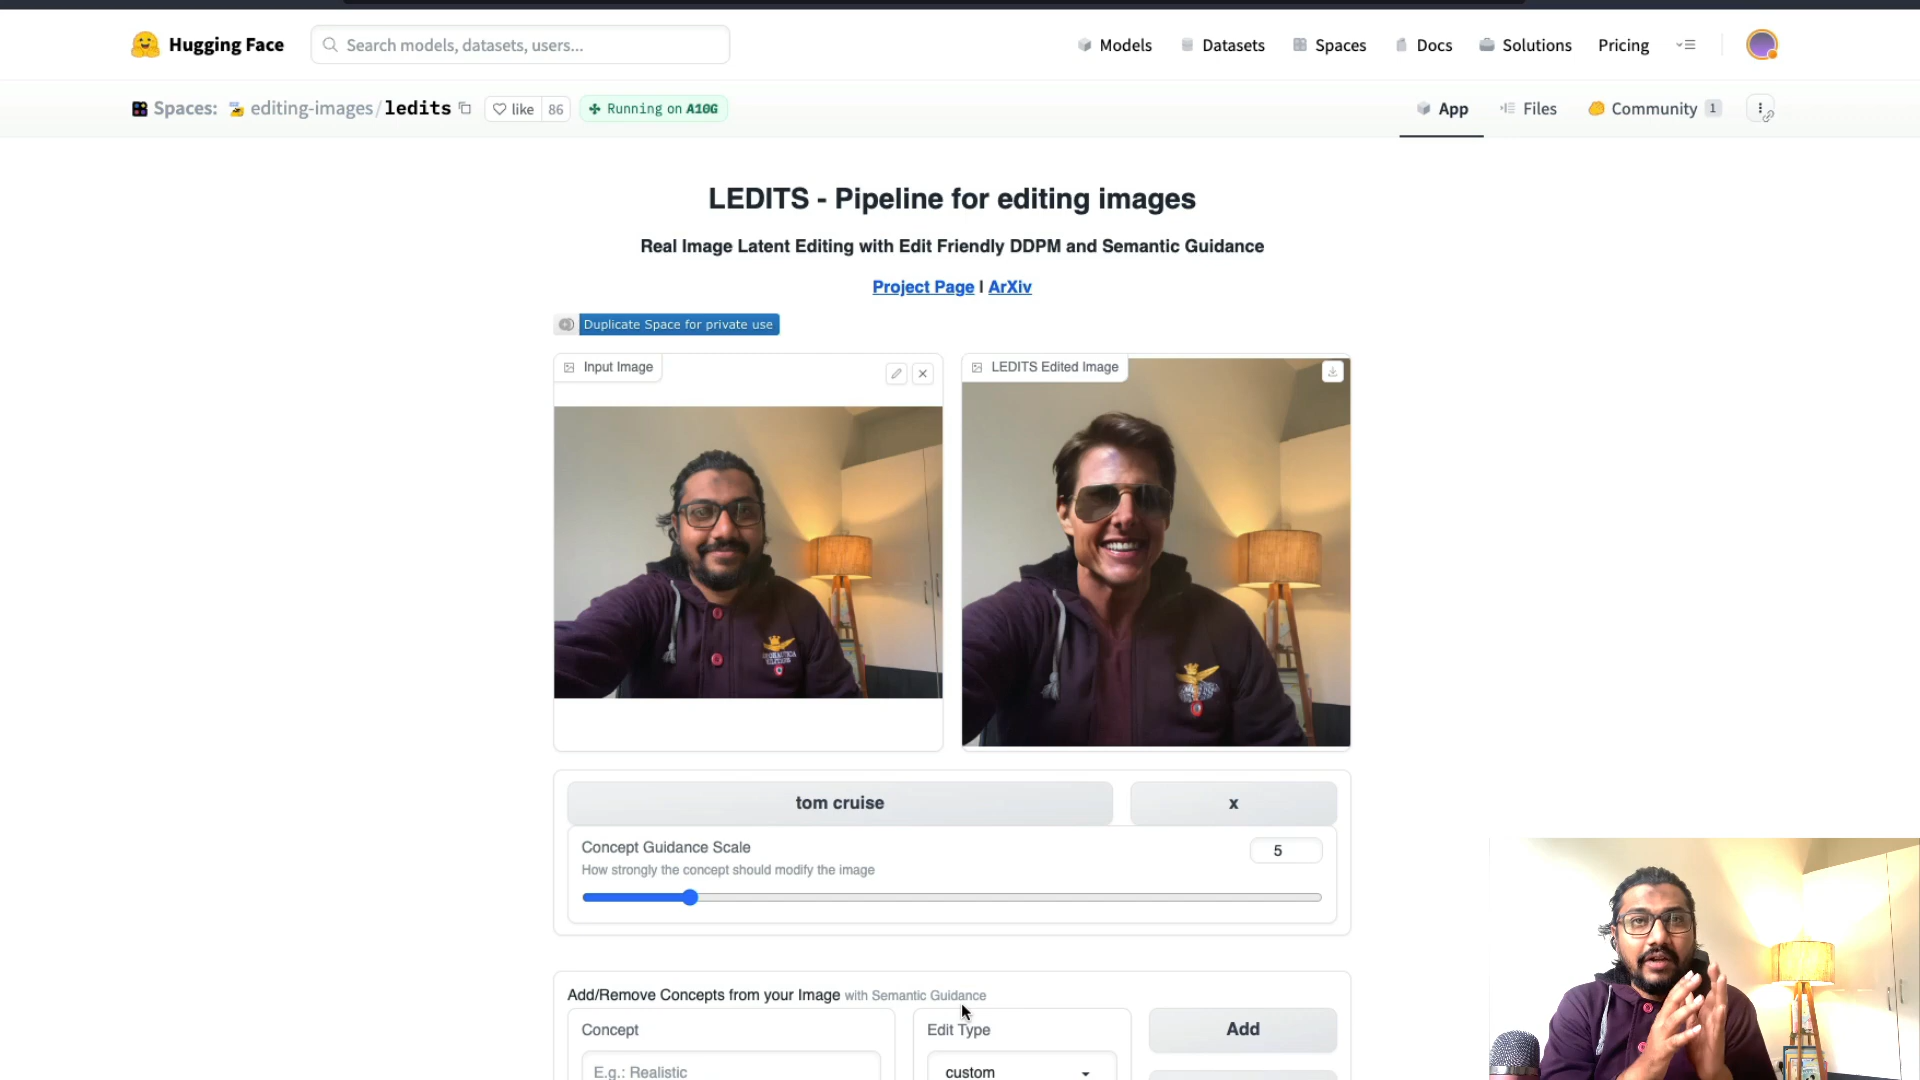 Hugging Face
Search models, datasets, users...
Models
Datasets
Spaces
Docs
Solutions
Pricing
Spaces: editing-images/ledits
like 86
Running on A10G
App
Files
Community 1
LEDITS - Pipeline for editing images
Real Image Latent Editing with Edit Friendly DDPM and Semantic Guidance
Project Page | ArXiv
Duplicate Space for private use
Input Image
LEDITS Edited Image
tom cruise
x
Concept Guidance Scale
5
How strongly the concept should modify the image
Add/Remove Concepts from your Image with Semantic Guidance
Concept
Edit Type
Add
E.g.: Realistic
custom